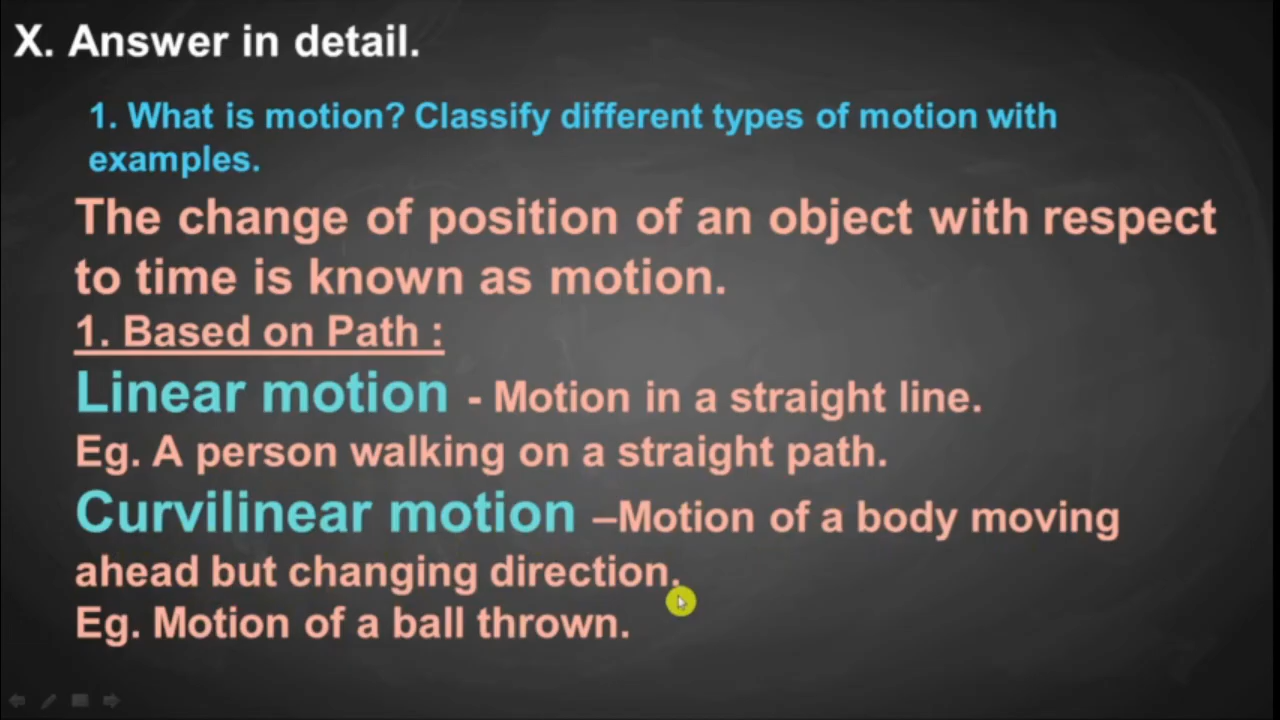 X. Answer in detail.
1. What is motion? Classify different types of motion with
examples.
The change of position of an object with respect
to time is known as motion.
1. Based on Path :
Linear motion - Motion in a straight line.
Eg. A person walking on a straight path.
Curvilinear motion –Motion of a body moving
ahead but changing direction.
Eg. Motion of a ball thrown.